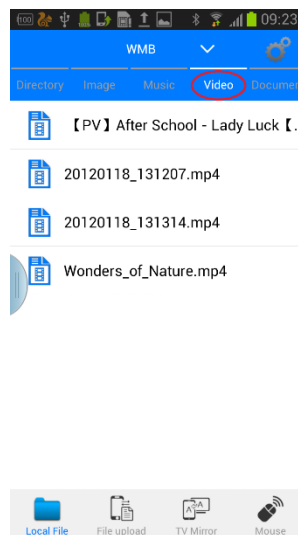 100 09:23
WMB
Directory Image Music Video Documen
【PV】After School - Lady Luck【.
20120118_131207.mp4
20120118_131314.mp4
Wonders_of_Nature.mp4
Local File File upload TV Mirror Mouse